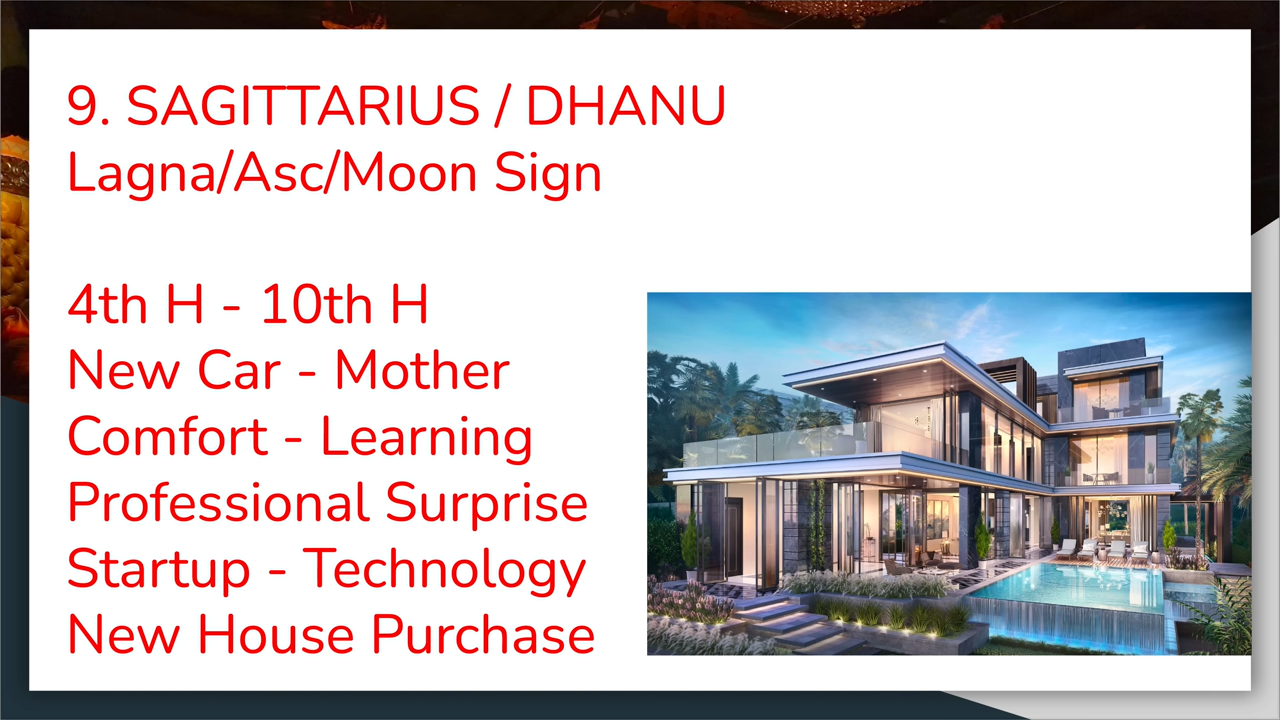 9. SAGITTARIUS / DHANU
Lagna/Asc/Moon Sign
4th H - 10th H
New Car - Mother
Comfort - Learning
Professional Surprise
Startup - Technology
New House Purchase